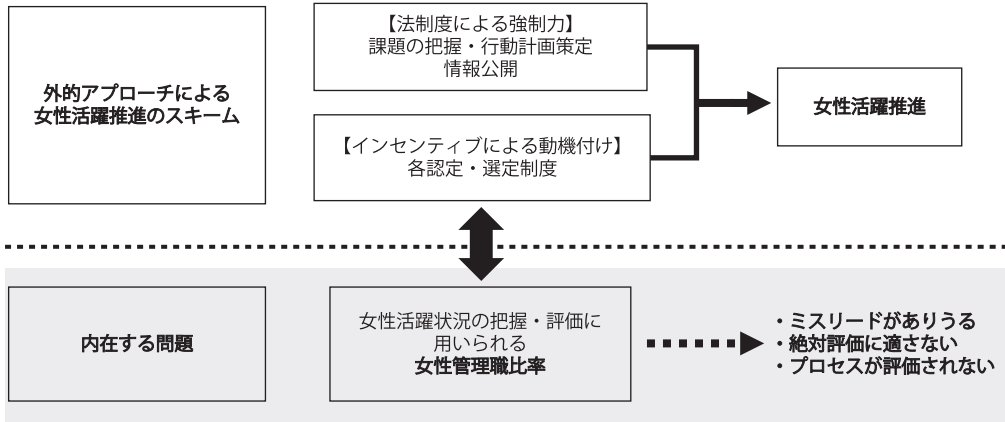 外的アプローチによる
女性活躍推進のスキーム
【法制度による強制力】
課題の把握・行動計画策定
情報公開
【インセンティブによる動機付け】
各認定・選定制度
女性活躍推進
内在する問題
女性活躍状況の把握・評価に
用いられる
女性管理職比率
・ミスリードがありうる
・絶対評価に適さない
・プロセスが評価されない